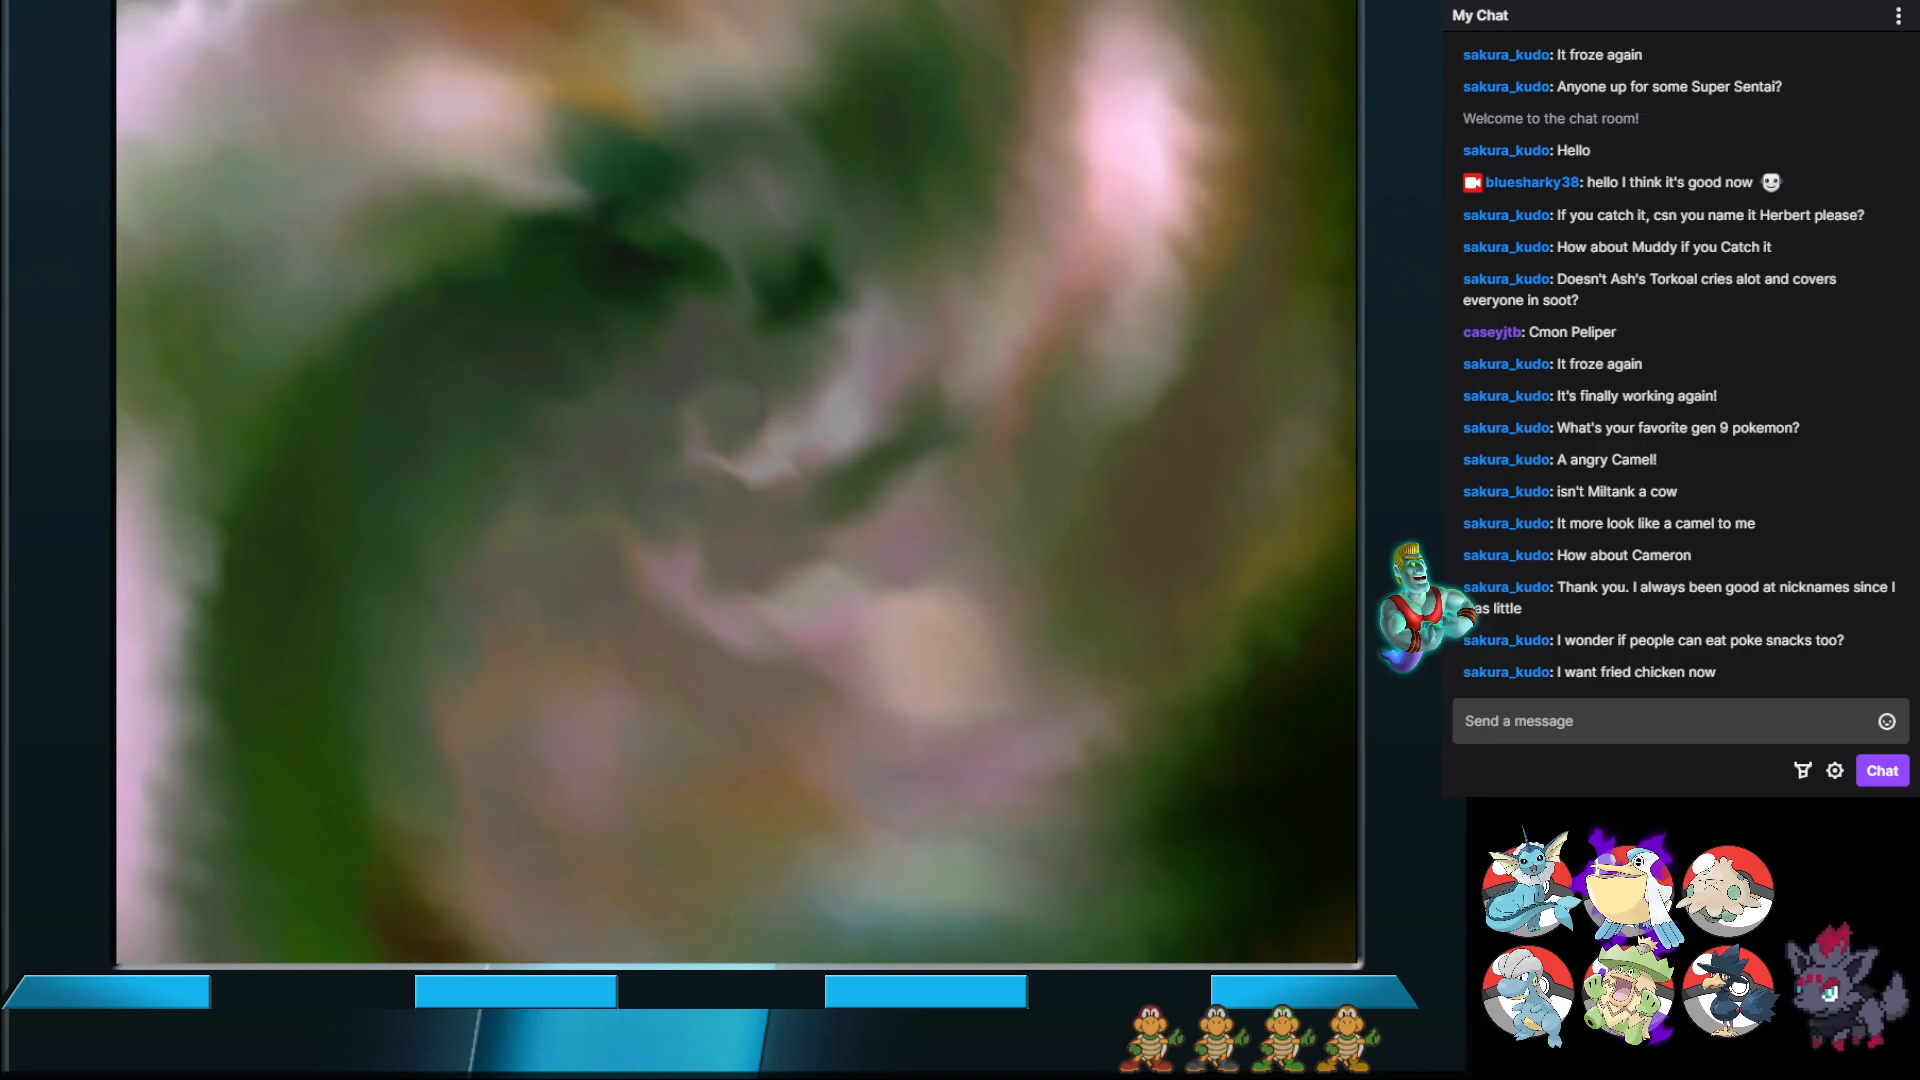 My Chat
sakura_kudo: It froze again
sakura_kudo: Anyone up for some Super Sentai?
Welcome to the chat room!
sakura_kudo: Hello
bluesharky38: hello I think it's good now
sakura_kudo: If you catch it, csn you name it Herbert please?
sakura_kudo: How about Muddy if you Catch it
sakura_kudo: Doesn't Ash's Torkoal cries alot and covers
everyone in soot?
caseyjtb: Cmon Peliper
sakura_kudo: It froze again
sakura_kudo: It's finally working again!
sakura_kudo: What's your favorite gen 9 pokemon?
sakura_kudo: A angry Camel!
sakura_kudo: isn't Miltank a cow
sakura_kudo: It more look like a camel to me
sakura_kudo: How about Cameron
sakura_kudo: Thank you. I always been good at nicknames since I
as little
sakura_kudo: I wonder if people can eat poke snacks too?
sakura_kudo: I want fried chicken now
Send a message
Chat